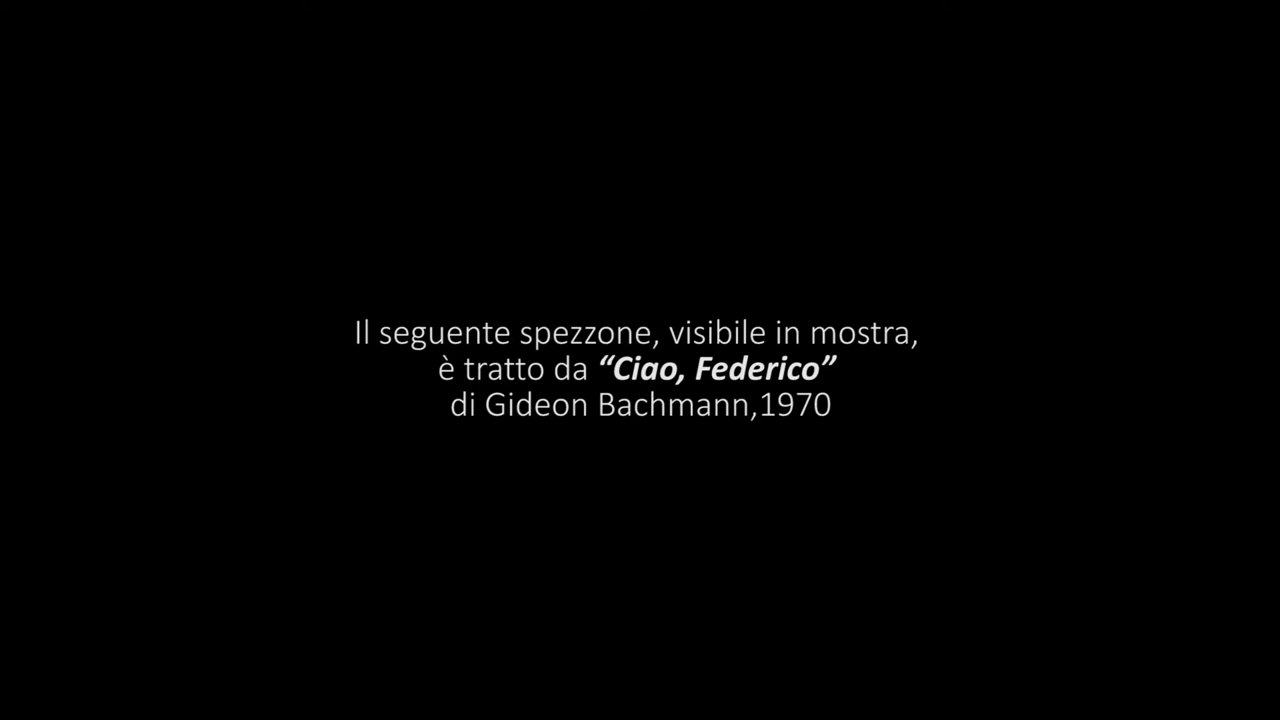 Il seguente spezzone, visibile in mostra,
è tratto da “Ciao, Federico”
di Gideon Bachmann,1970